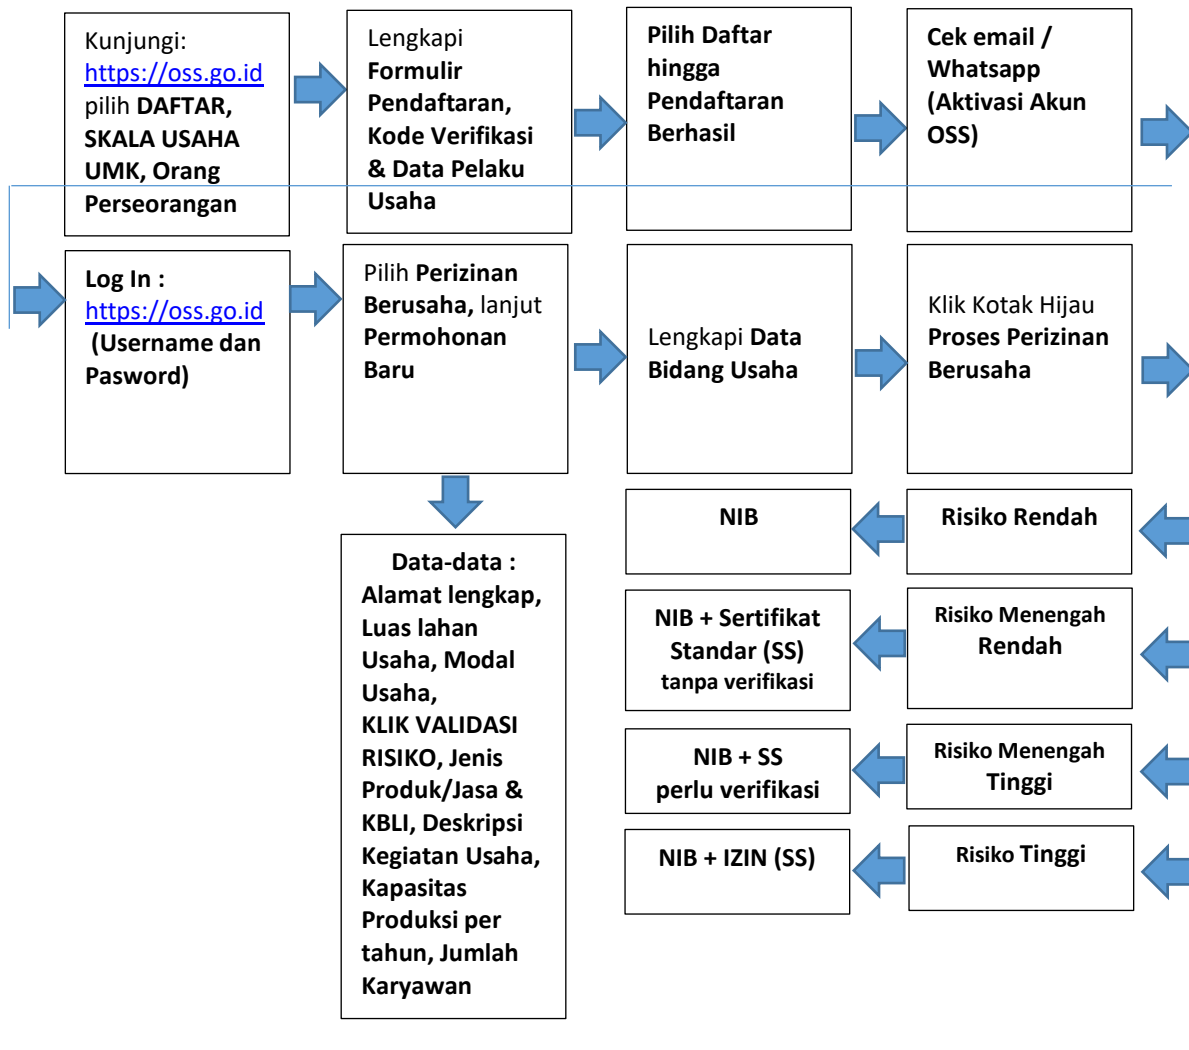 Kunjungi:
https://oss.go.id
pilih DAFTAR,
SKALA USAHA
UMK, Orang
Perseorangan
Lengkapi
Formulir
Pendaftaran,
Kode Verifikasi
& Data Pelaku
Usaha
Pilih Daftar
hingga
Pendaftaran
Berhasil
Cek email /
Whatsapp
(Aktivasi Akun
OSS)
Log In :
https://oss.go.id
(Username dan
Pasword)
Pilih Perizinan
Berusaha, lanjut
Permohonan
Baru
Lengkapi Data
Bidang Usaha
Klik Kotak Hijau
Proses Perizinan
Berusaha
Data-data :
Alamat lengkap,
Luas lahan
Usaha, Modal
Usaha,
KLIK VALIDASI
RISIKO, Jenis
Produk/Jasa &
KBLI, Deskripsi
Kegiatan Usaha,
Kapasitas
Produksi per
tahun, Jumlah
Karyawan
NIB
Risiko Rendah
NIB + Sertifikat
Standar (SS)
tanpa verifikasi
Risiko Menengah
Rendah
NIB + SS
perlu verifikasi
Risiko Menengah
Tinggi
NIB + IZIN (SS)
Risiko Tinggi